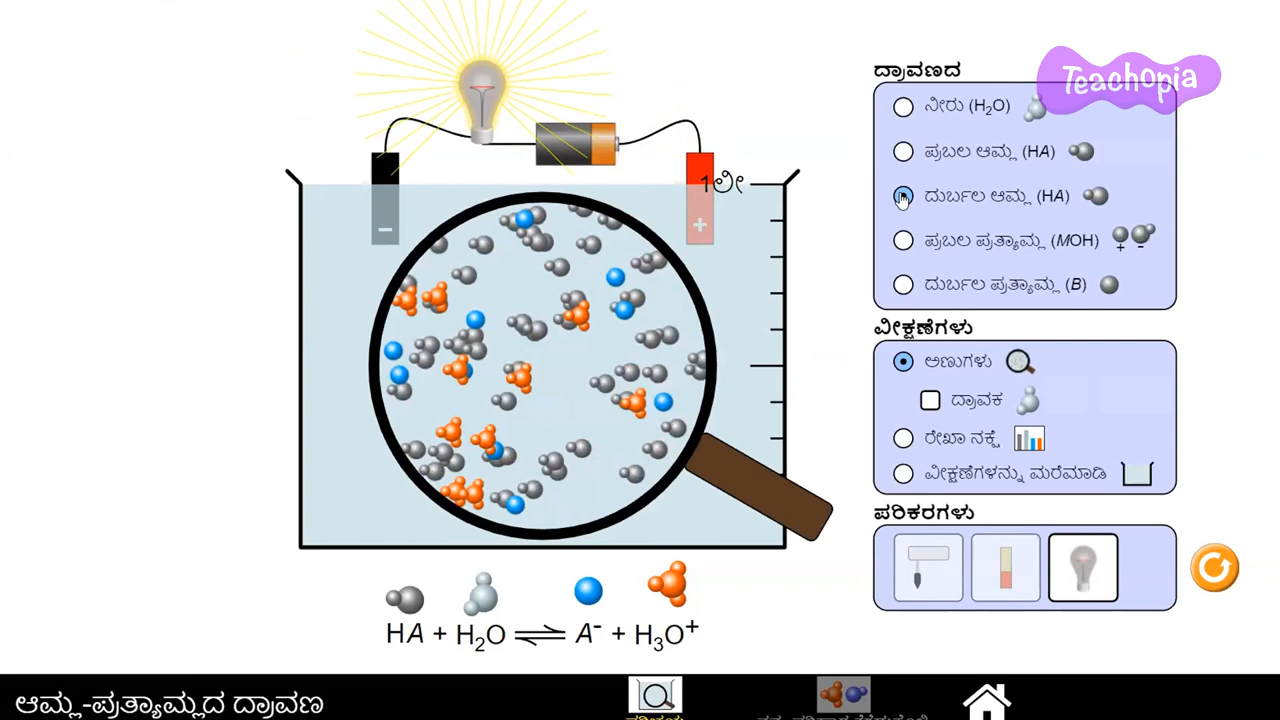 Teachopia
ದ್ರಾವಣದ
ನೀರು (H₂O)
ಪ್ರಬಲ ಆಮ್ಲ (HA)
ದುರ್ಬಲ ಆಮ್ಲ (HA)
ಪ್ರಬಲ ಪ್ರತ್ಯಾಮ್ಲ (MOH)
+ -
ದುರ್ಬಲ ಪ್ರತ್ಯಾಮ್ಲ (B)
1ಲೀ
−
+
ವೀಕ್ಷಣೆಗಳು
ಅಣುಗಳು
ದ್ರಾವಕ
ರೇಖಾ ನಕ್ಷೆ
ವೀಕ್ಷಣೆಗಳನ್ನು ಮರೆಮಾಡಿ
ಪರಿಕರಗಳು
HA + H₂O ⇌ A⁻ + H₃O⁺
ಆಮ್ಲ-ಪ್ರತ್ಯಾಮ್ಲದ ದ್ರಾವಣ